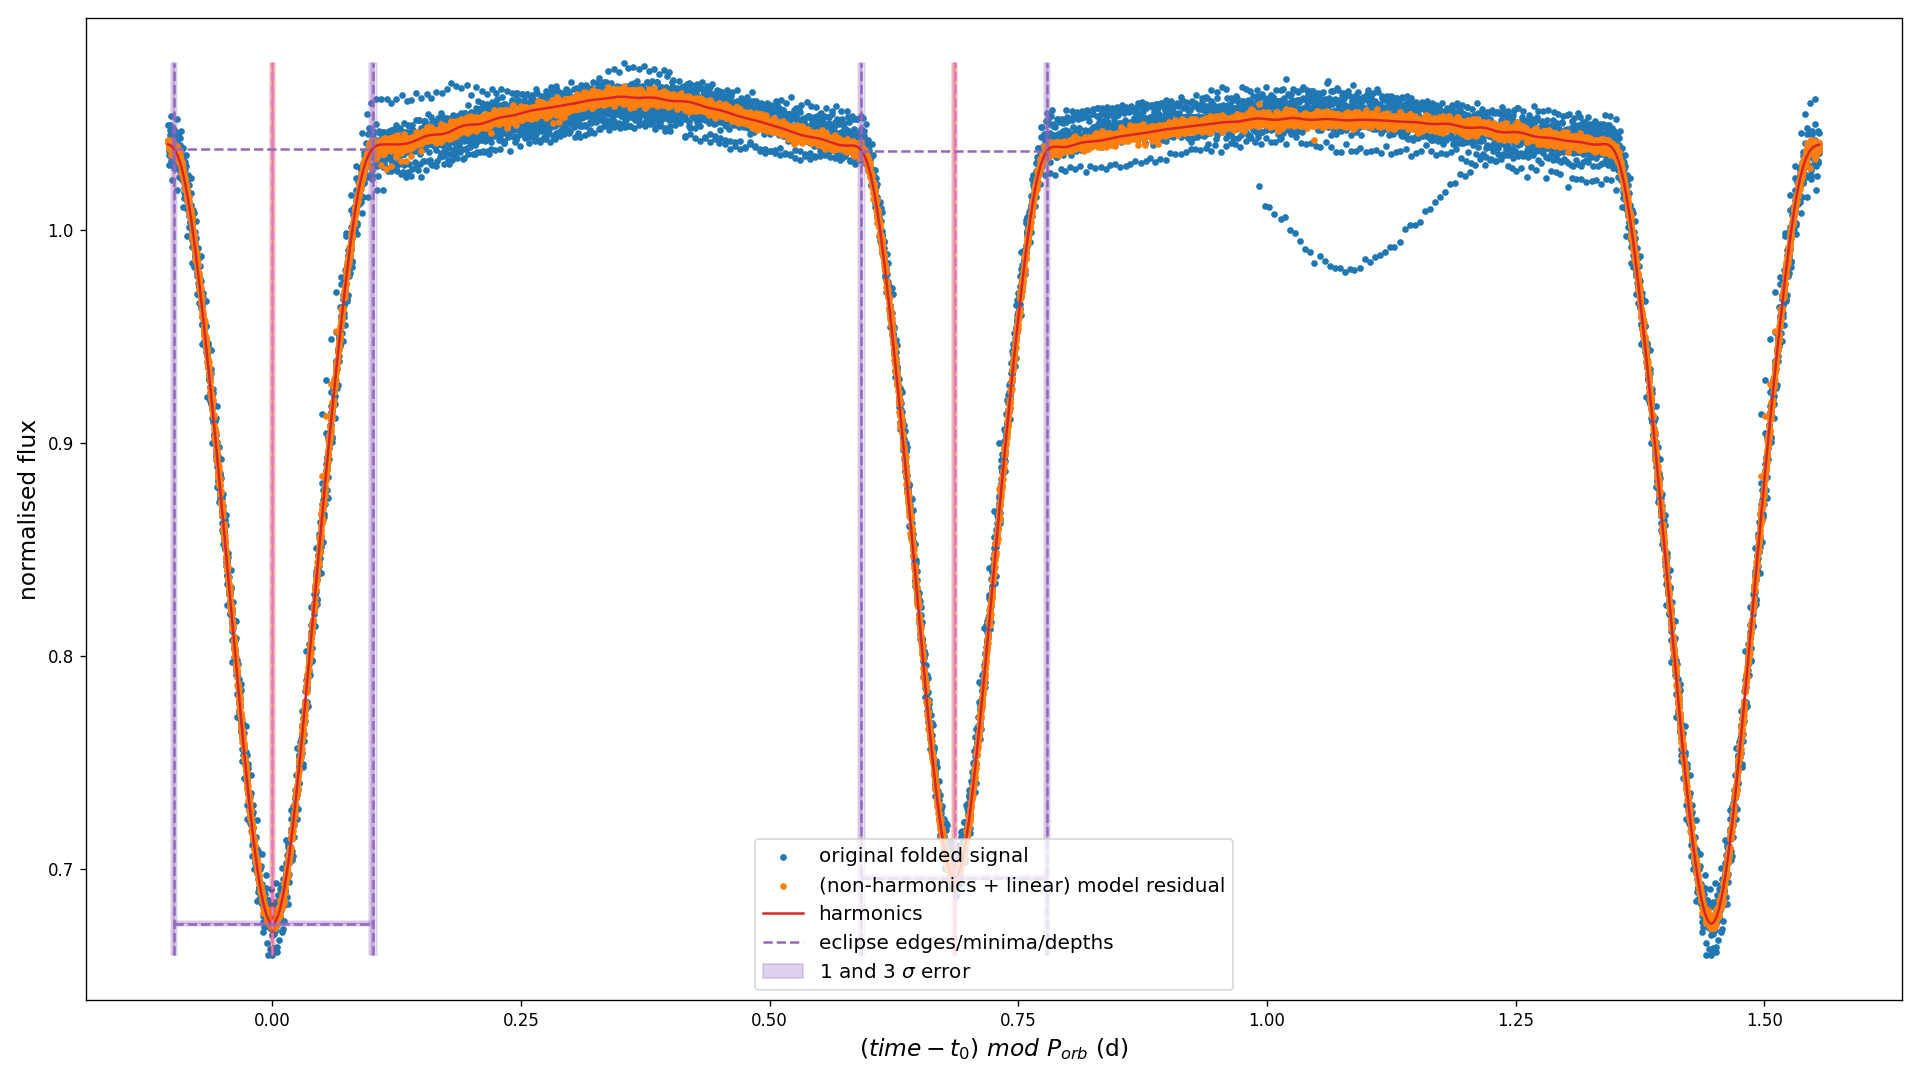 normalised flux
1.0
0.9
0.8
0.7
original folded signal
(non-harmonics + linear) model residual
harmonics
eclipse edges/minima/depths
1 and 3 σ error
0.00 0.25 0.50 0.75 1.00 1.25 1.50
(time − t₀) mod Pₒᵣb (d)